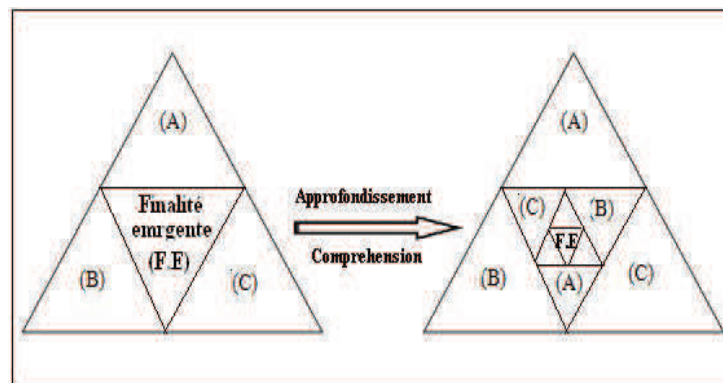 (A)
Finalité
emrgente
(F.E)
(B)
(C)
Approfondissement
Comprehension
(A)
(C)
(B)
F.E
(B)
(A)
(C)